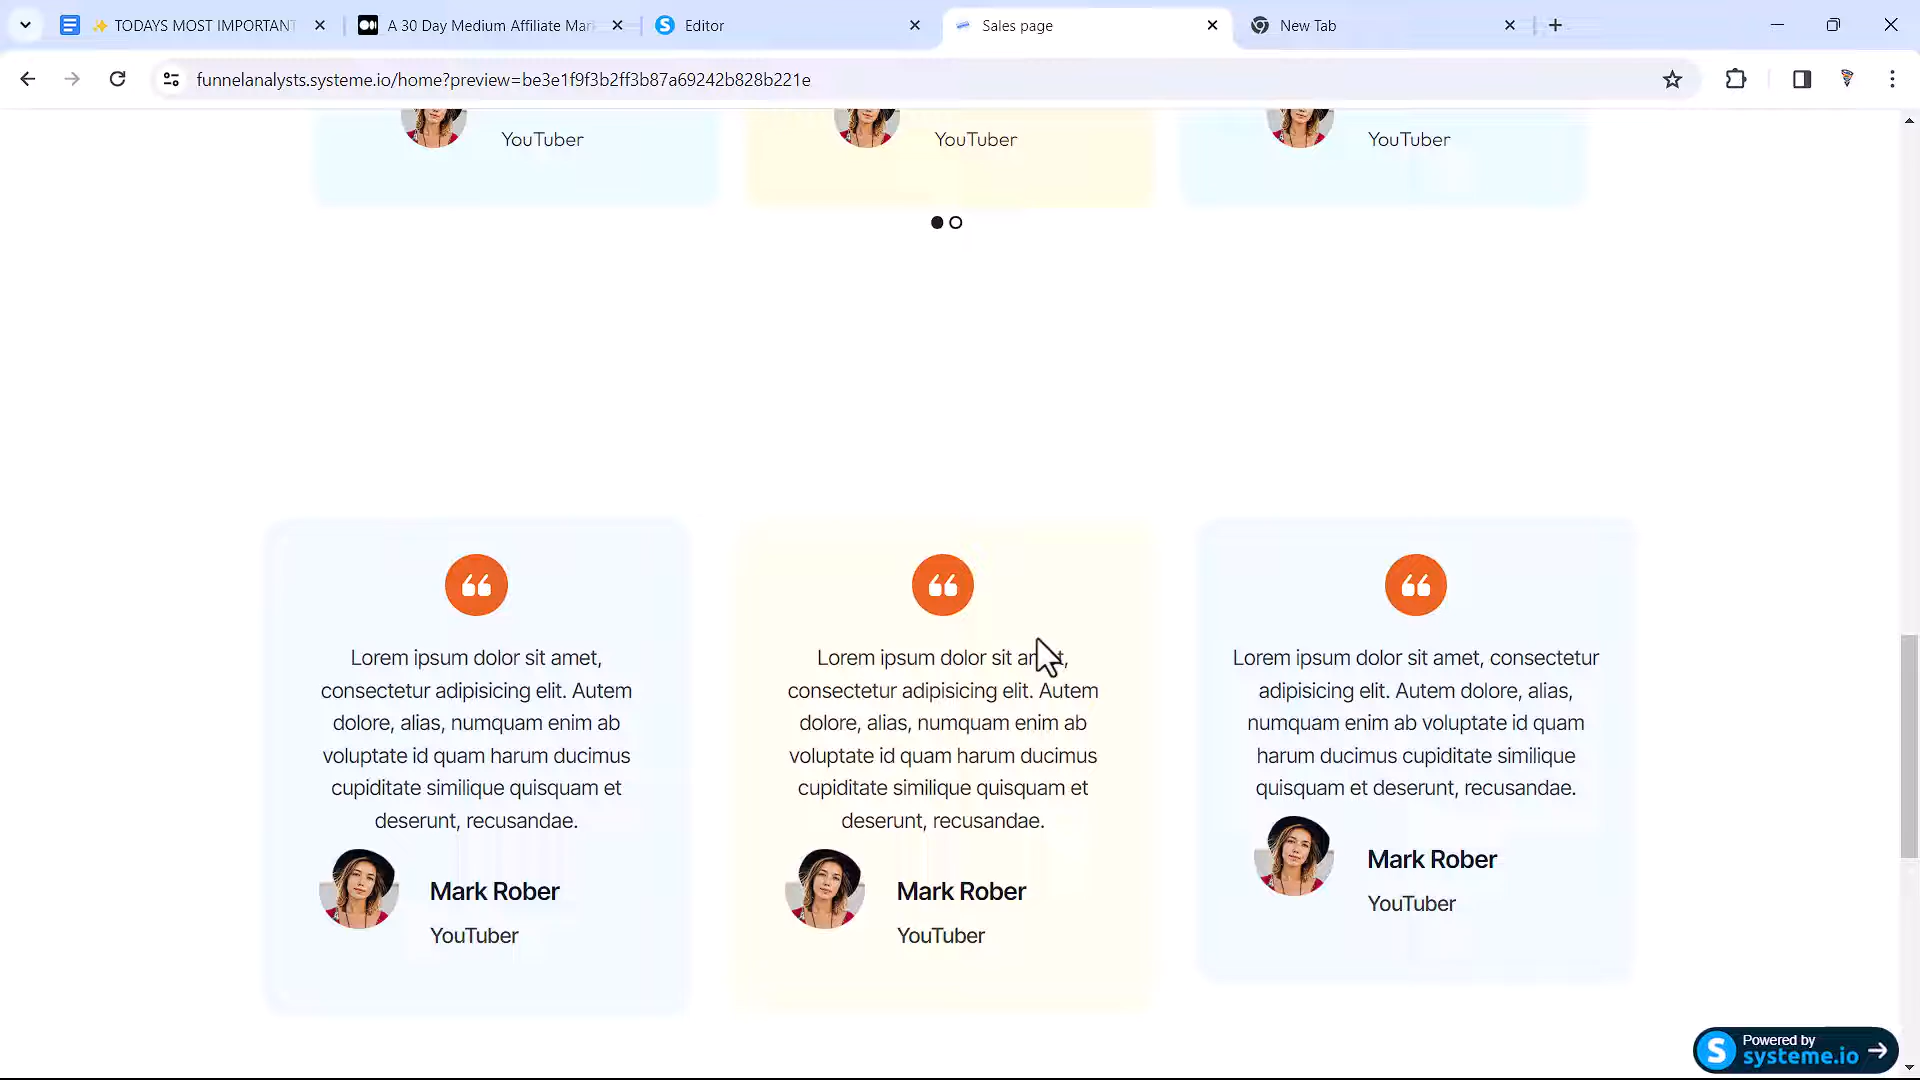 ✨ TODAYS MOST IMPORTANT
A 30 Day Medium Affiliate Mar
Editor
Sales page
New Tab
funnelanalysts.systeme.io/home?preview=be3e1f9f3b2ff3b87a69242b828b221e
YouTuber
YouTuber
YouTuber
Lorem ipsum dolor sit amet,
consectetur adipisicing elit. Autem
dolore, alias, numquam enim ab
voluptate id quam harum ducimus
cupiditate similique quisquam et
deserunt, recusandae.
Mark Rober
YouTuber
Lorem ipsum dolor sit amet,
consectetur adipisicing elit. Autem
dolore, alias, numquam enim ab
voluptate id quam harum ducimus
cupiditate similique quisquam et
deserunt, recusandae.
Mark Rober
YouTuber
Lorem ipsum dolor sit amet, consectetur
adipisicing elit. Autem dolore, alias,
numquam enim ab voluptate id quam
harum ducimus cupiditate similique
quisquam et deserunt, recusandae.
Mark Rober
YouTuber
Powered by
systeme.io